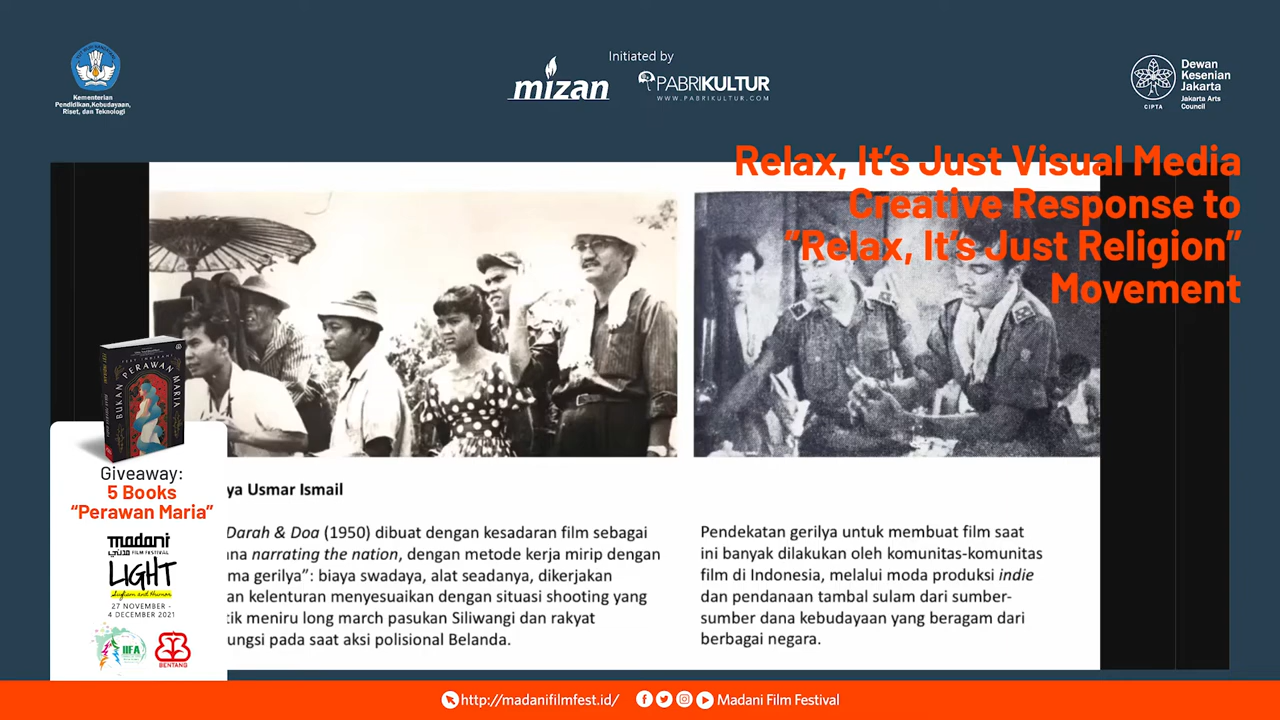 Kementerian
Pendidikan, Kebudayaan,
Riset, dan Teknologi
Initiated by
mizan
PABRIKULTUR
WWW.PABRIKULTUR.COM
CIPTA
Dewan
Kesenian
Jakarta
Jakarta Arts
Council
Relax, It's Just Visual Media
Creative Response to
"Relax, It's Just Religion"
Movement
BUKAN PERAWAN MARIA
Giveaway:
5 Books
"Perawan Maria"
madani
FILM FESTIVAL
LIGHT
Sufism and Humor
27 NOVEMBER -
4 DECEMBER 2021
IIFA
BENTANG
ya Usmar Ismail
Darah & Doa (1950) dibuat dengan kesadaran film sebagai
na narrating the nation, dengan metode kerja mirip dengan
ma gerilya": biaya swadaya, alat seadanya, dikerjakan
an kelenturan menyesuaikan dengan situasi shooting yang
tik meniru long march pasukan Siliwangi dan rakyat
ungsi pada saat aksi polisional Belanda.
Pendekatan gerilya untuk membuat film saat
ini banyak dilakukan oleh komunitas-komunitas
film di Indonesia, melalui moda produksi indie
dan pendanaan tambal sulam dari sumber-
sumber dana kebudayaan yang beragam dari
berbagai negara.
http://madanifilmfest.id/
Madani Film Festival